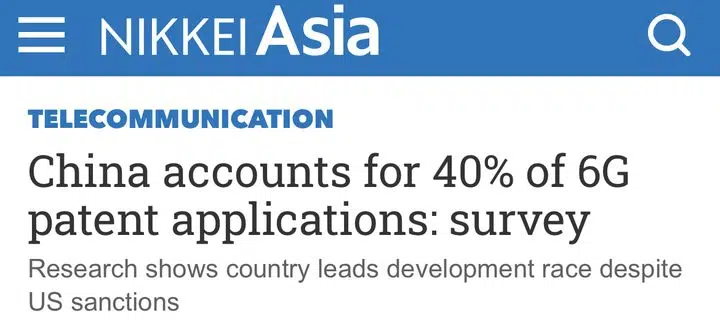 NIKKEI Asia
TELECOMMUNICATION
China accounts for 40% of 6G
patent applications: survey
Research shows country leads development race despite
US sanctions